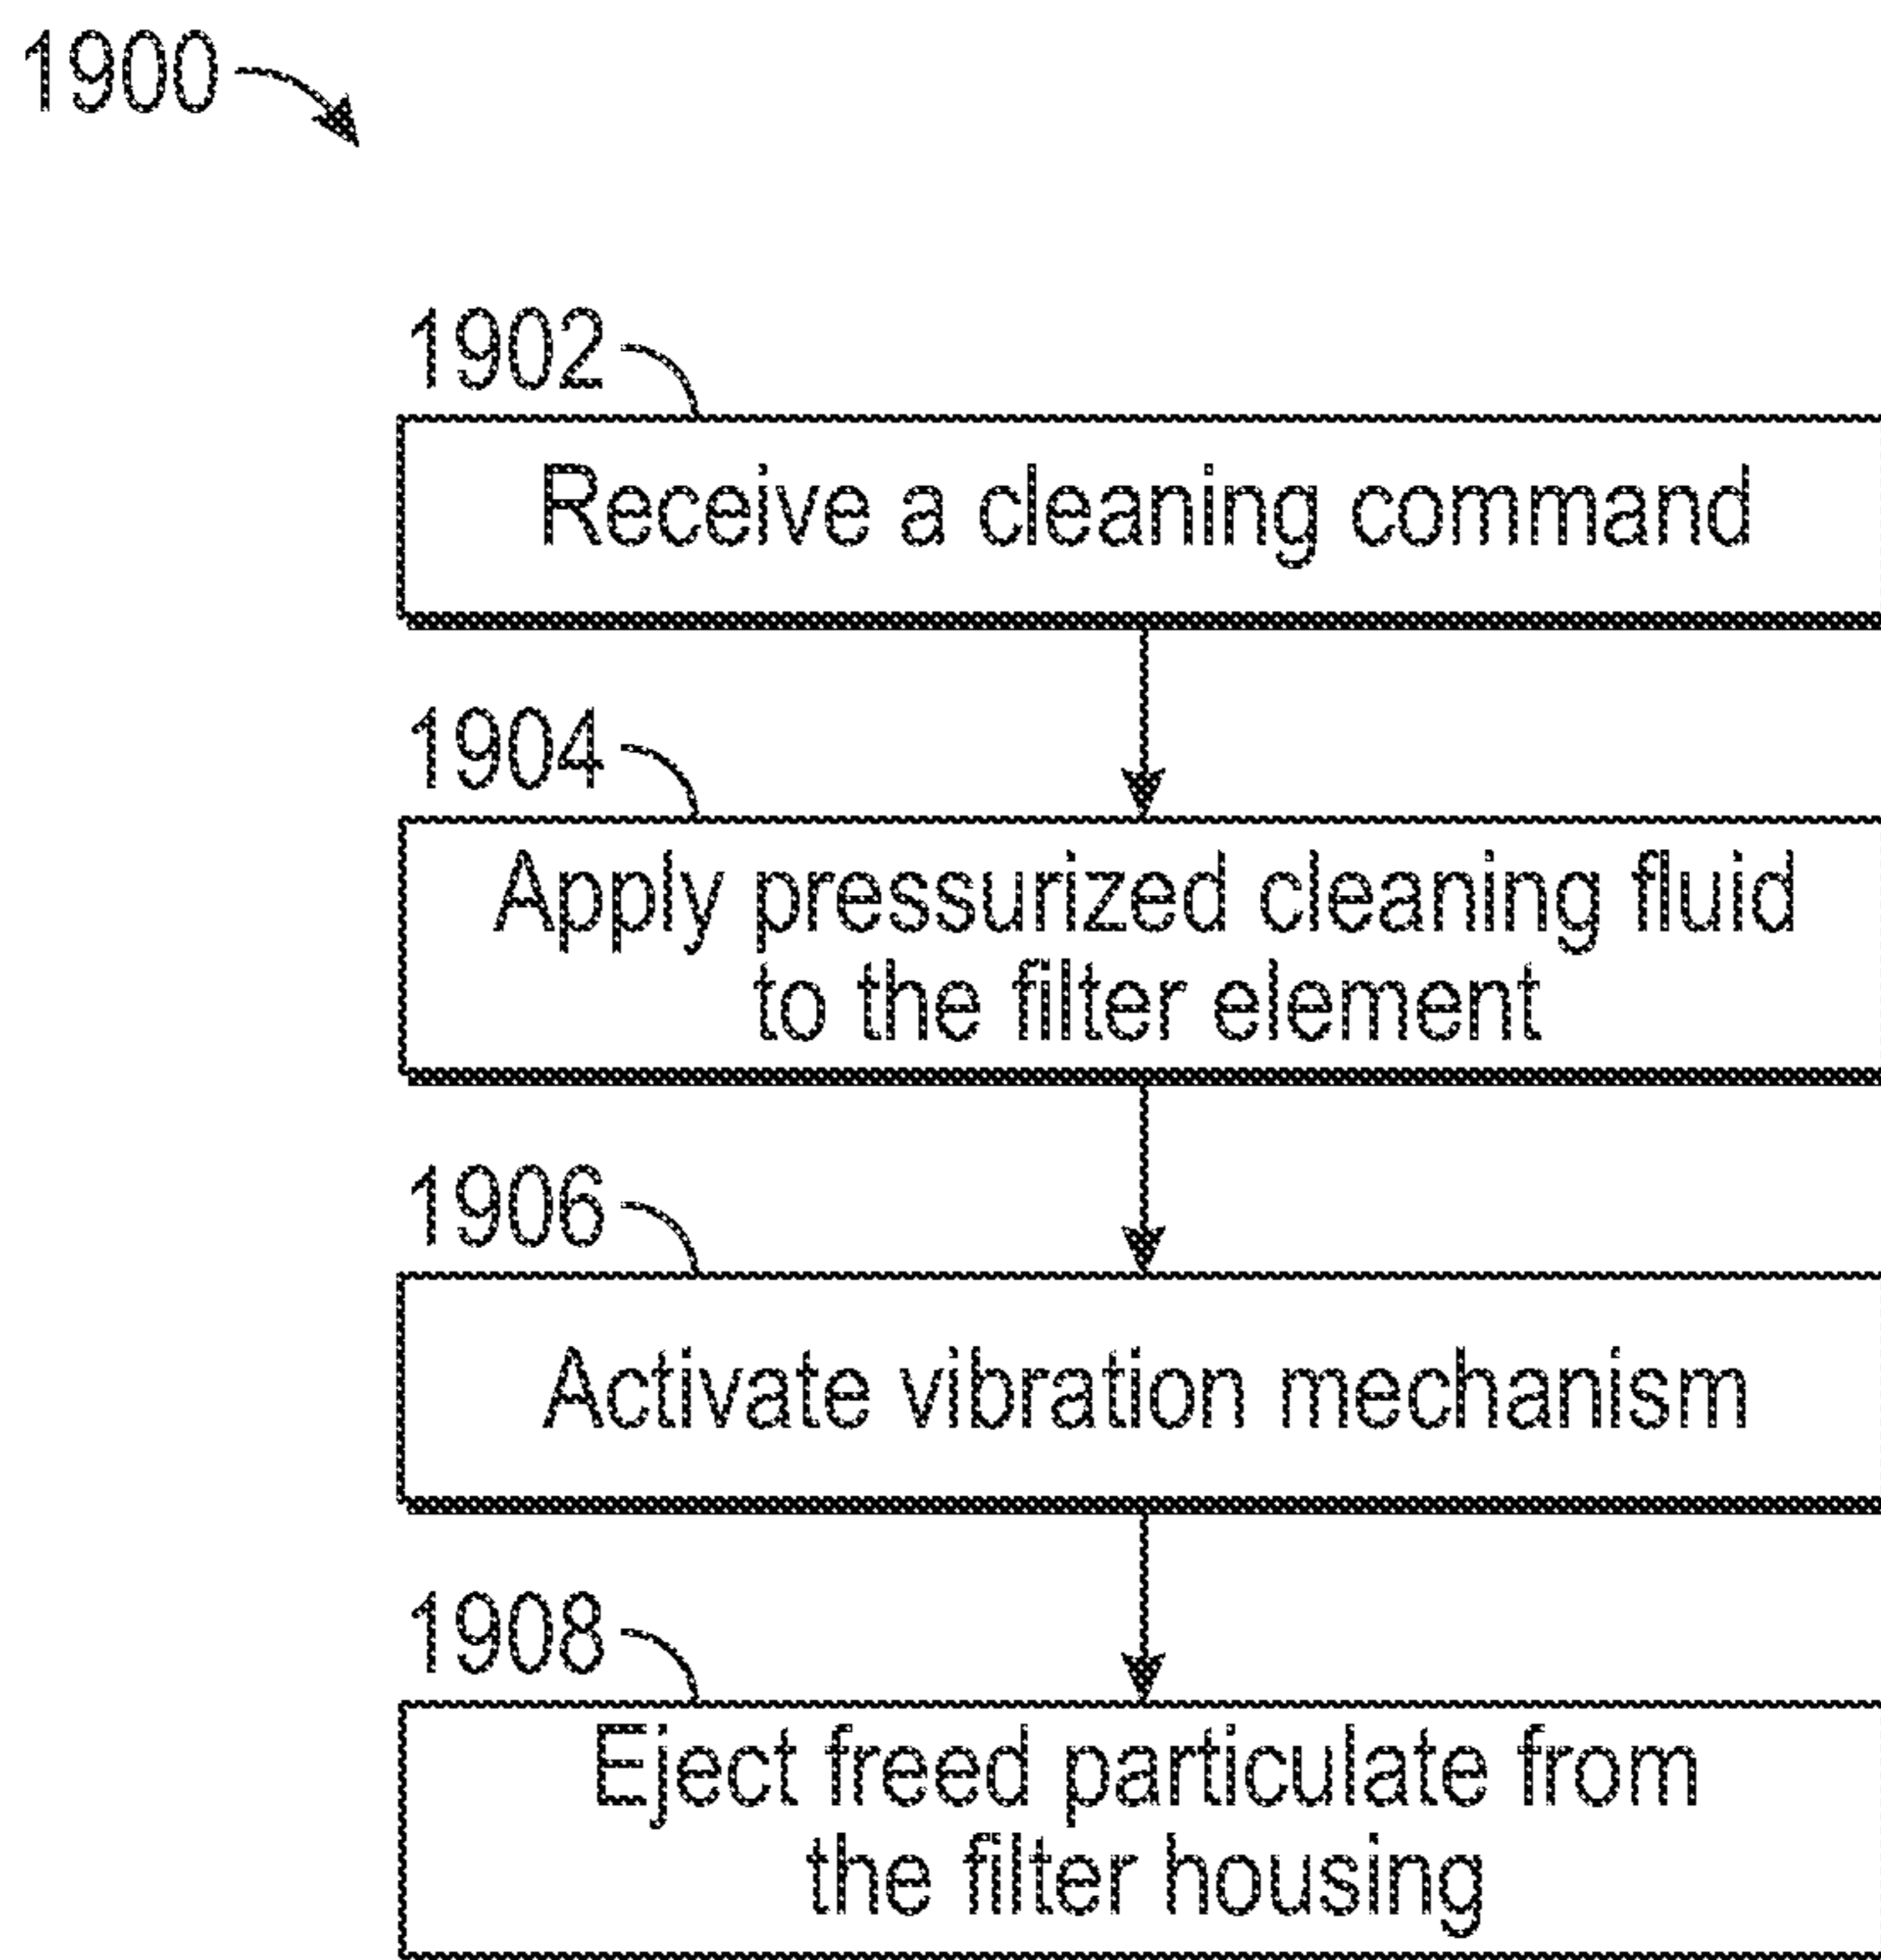 1900
1902
Receive a cleaning command
1904
Apply pressurized cleaning fluid
to the filter element
1906
Activate vibration mechanism
1908
Eject freed particulate from
the filter housing